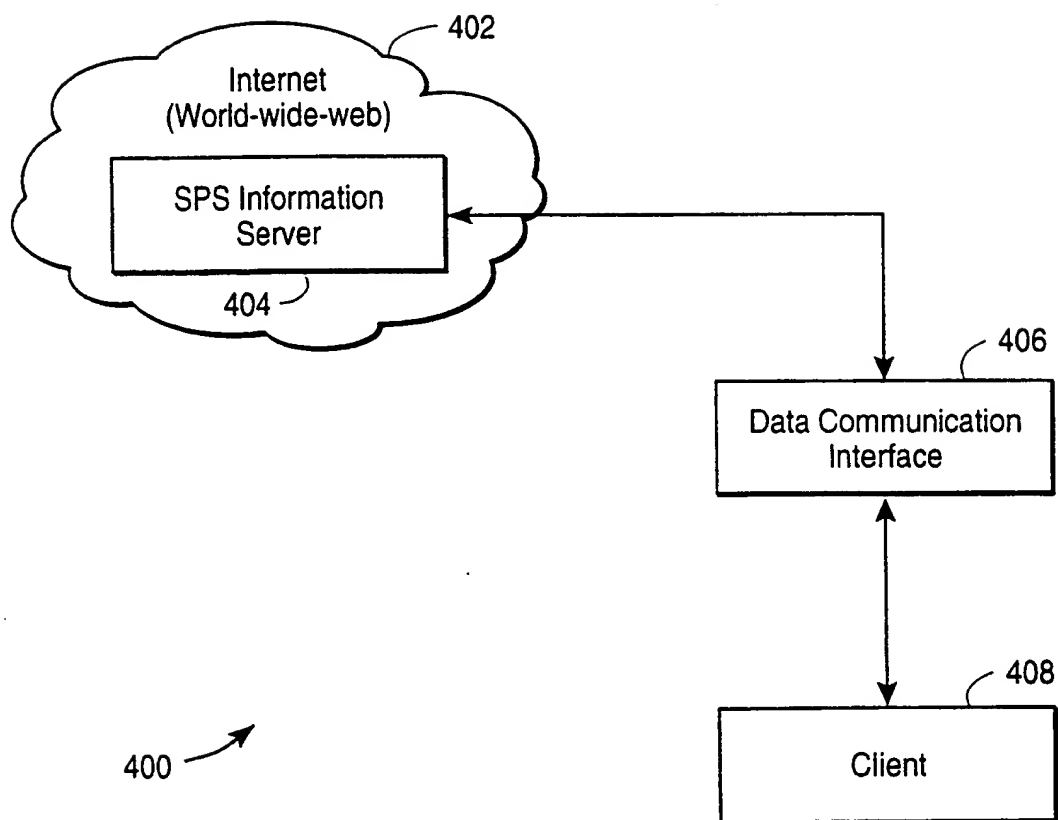 402
Internet
(World-wide-web)
SPS Information
Server
404
406
Data Communication
Interface
408
Client
400